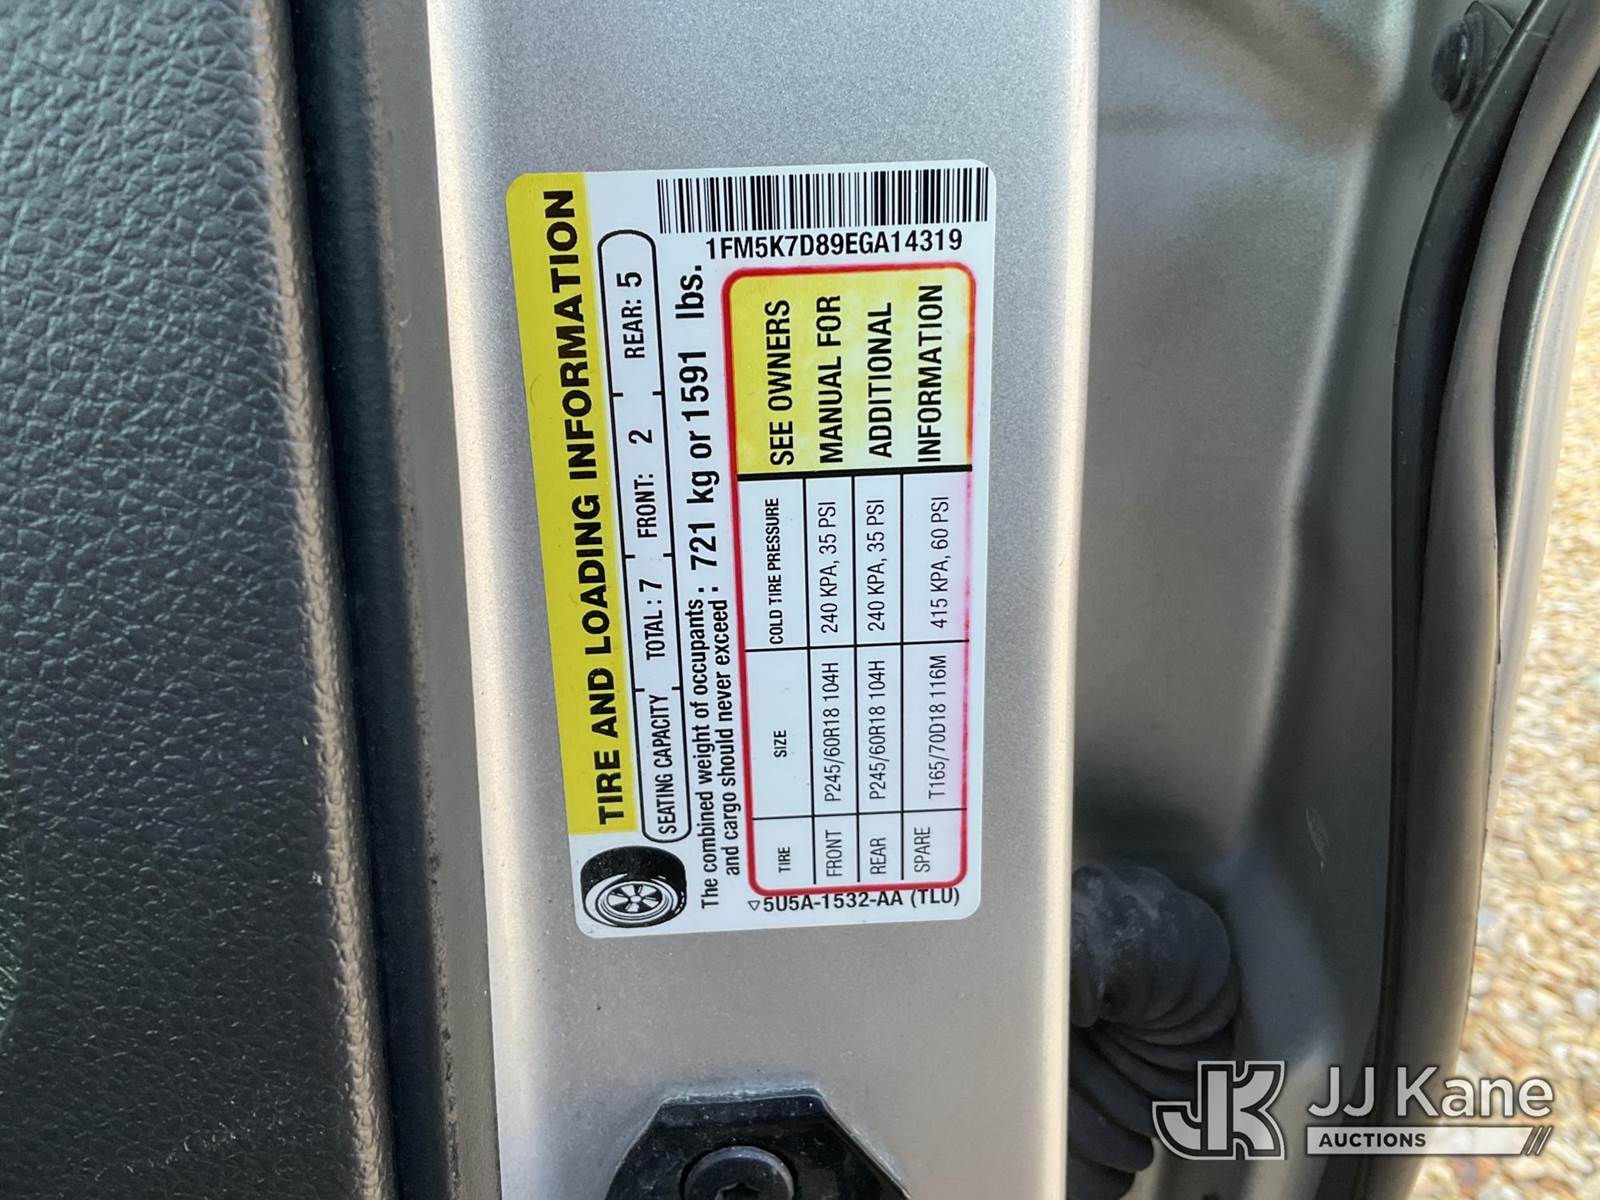 TIRE AND LOADING INFORMATION
SEATING CAPACITY TOTAL : 7 FRONT: 2 REAR: 5
The combined weight of occupants
and cargo should never exceed : 721 kg or 1591 lbs.
1FM5K7D89EGA14319
TIRE SIZE COLD TIRE PRESSURE
FRONT P245/60R18 104H 240 KPA, 35 PSI
REAR P245/60R18 104H 240 KPA, 35 PSI
SPARE T165/70D18 116M 415 KPA, 60 PSI
SEE OWNERS
MANUAL FOR
ADDITIONAL
INFORMATION
5U5A-1532-AA (TLU)
JK JJ Kane
AUCTIONS